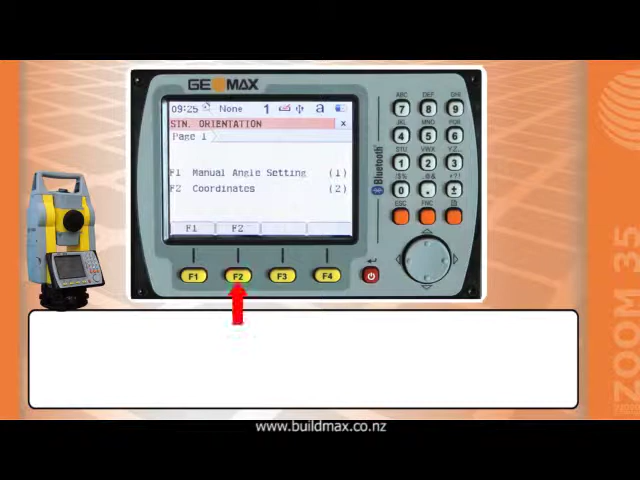 GEOMAX
09:25 None 1 a
STN. ORIENTATION x
Page 1
F1 Manual Angle Setting (1)
F2 Coordinates (2)
F1 F2
F1 F2 F3 F4
Bluetooth
ABC DEF GHI
7 8 9
JKL MNO PQR
4 5 6
STU VWX YZ_
1 2 3
0 . ±
ESC FNC
ZOOM 35
www.buildmax.co.nz